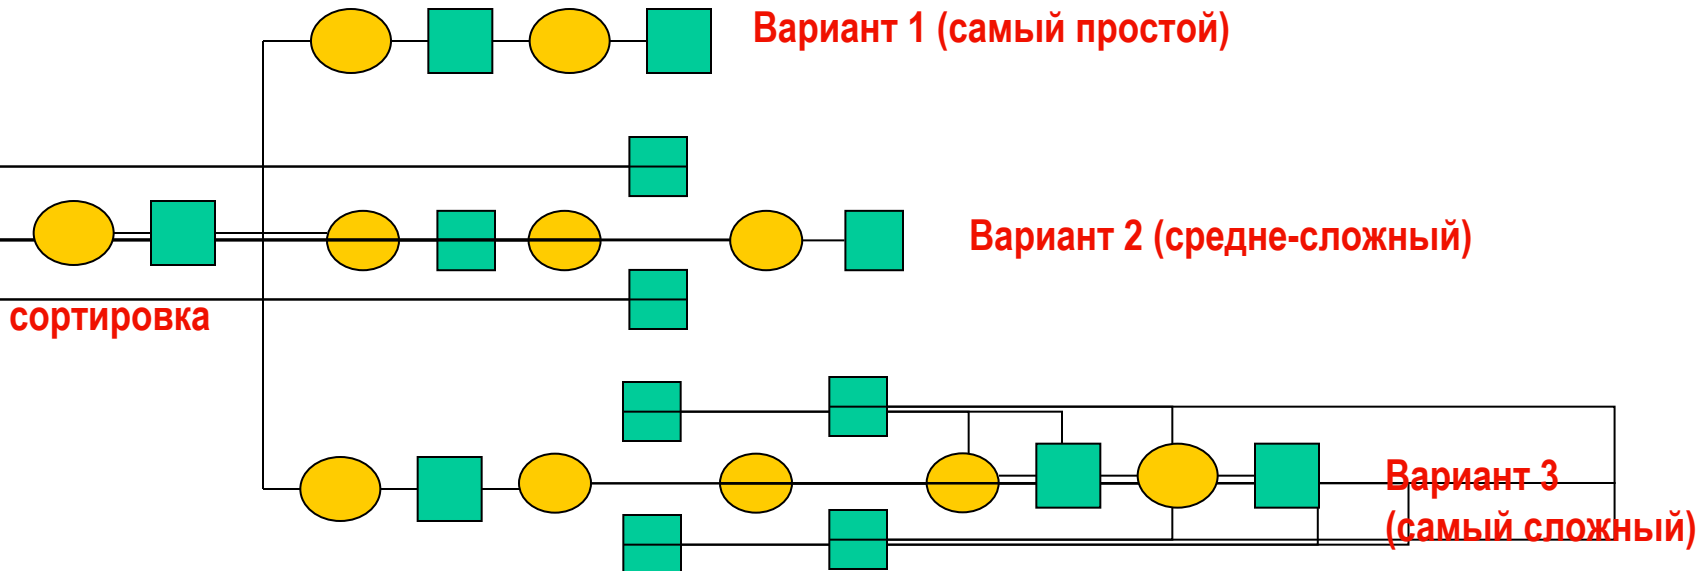 Вариант 1 (самый простой)
Вариант 2 (средне-сложный)
сортировка
Вариант 3
(самый сложный)